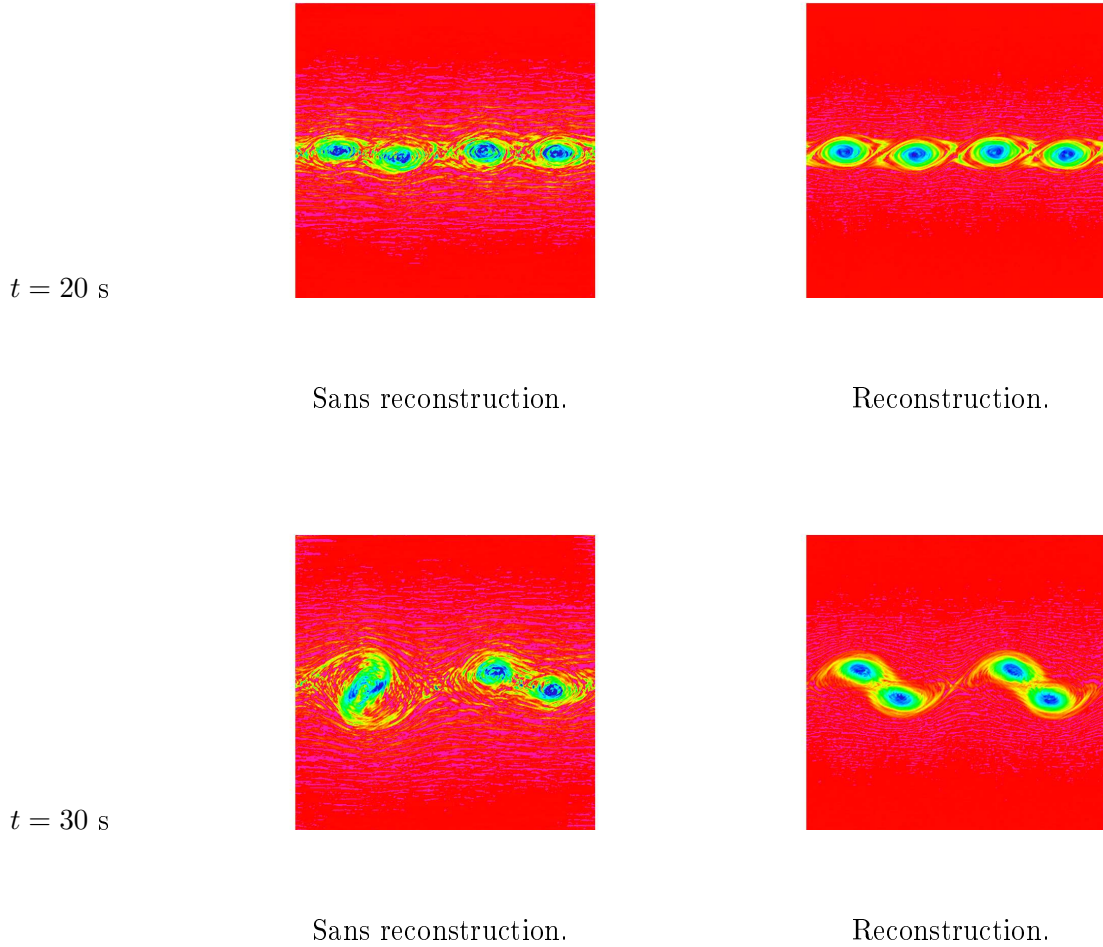 t = 20 s
Sans reconstruction.
Reconstruction.
t = 30 s
Sans reconstruction.
Reconstruction.